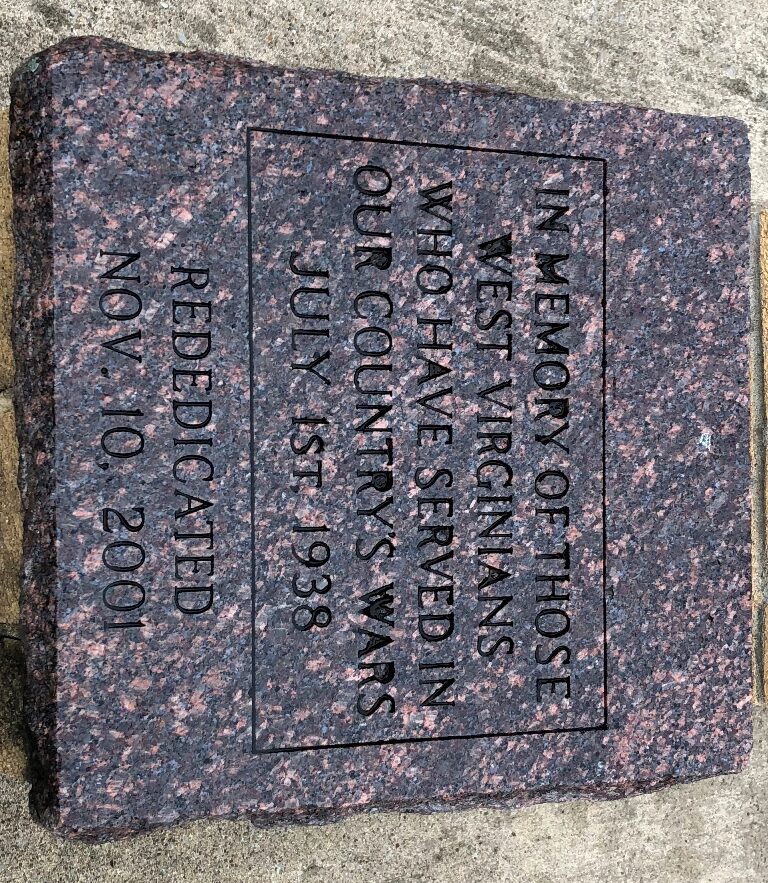 IN MEMORY OF THOSE
WEST VIRGINIANS
WHO HAVE SERVED IN
OUR COUNTRY'S WARS
JULY 1ST 1938
REDEDICATED
NOV. 10, 2001